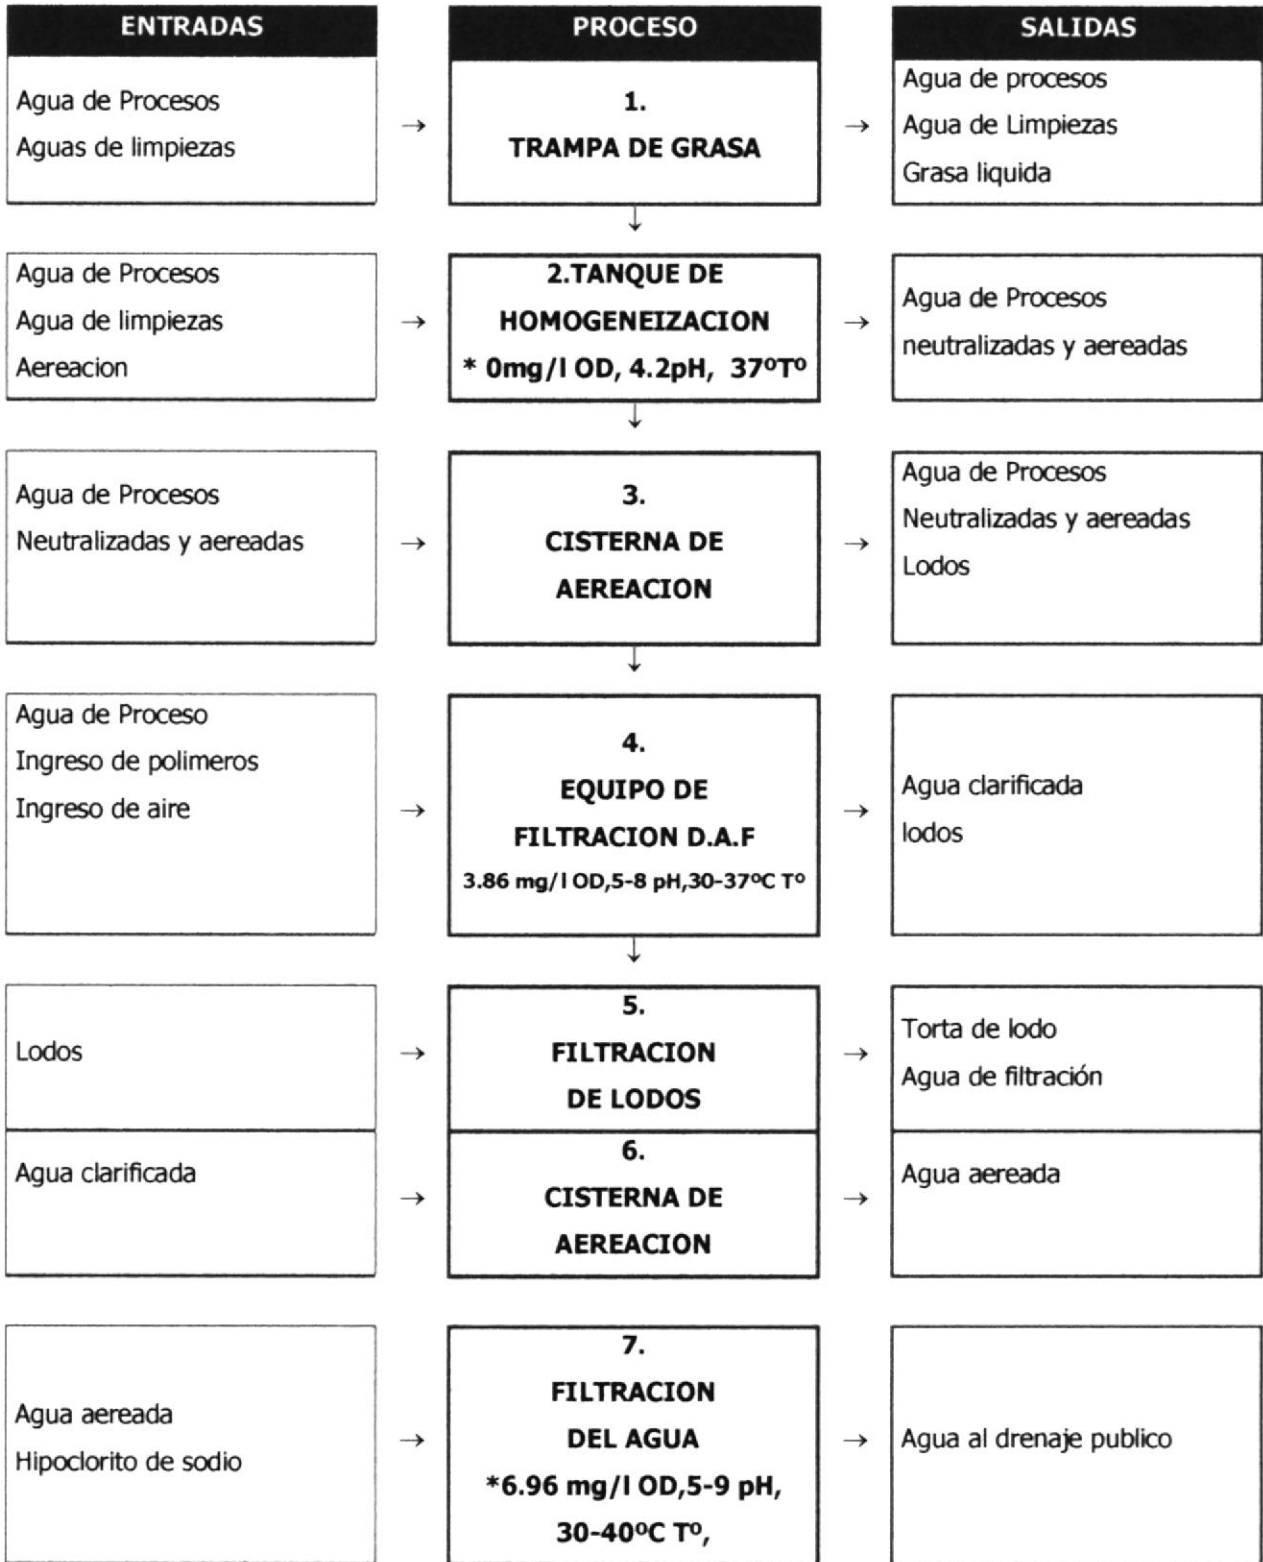 ENTRADAS
PROCESO
SALIDAS
Agua de Procesos
Aguas de limpiezas
→
1.
TRAMPA DE GRASA
→
Agua de procesos
Agua de Limpiezas
Grasa liquida
↓
Agua de Procesos
Agua de limpiezas
Aereacion
→
2.TANQUE DE
HOMOGENEIZACION
* 0mg/l OD, 4.2pH, 37ºTº
→
Agua de Procesos
neutralizadas y aereadas
↓
Agua de Procesos
Neutralizadas y aereadas
→
3.
CISTERNA DE
AEREACION
→
Agua de Procesos
Neutralizadas y aereadas
Lodos
↓
Agua de Proceso
Ingreso de polimeros
Ingreso de aire
→
4.
EQUIPO DE
FILTRACION D.A.F
3.86 mg/l OD,5-8 pH,30-37ºC Tº
→
Agua clarificada
lodos
↓
Lodos
→
5.
FILTRACION
DE LODOS
→
Torta de lodo
Agua de filtración
Agua clarificada
→
6.
CISTERNA DE
AEREACION
→
Agua aereada
Agua aereada
Hipoclorito de sodio
→
7.
FILTRACION
DEL AGUA
*6.96 mg/l OD,5-9 pH,
30-40ºC Tº,
→
Agua al drenaje publico